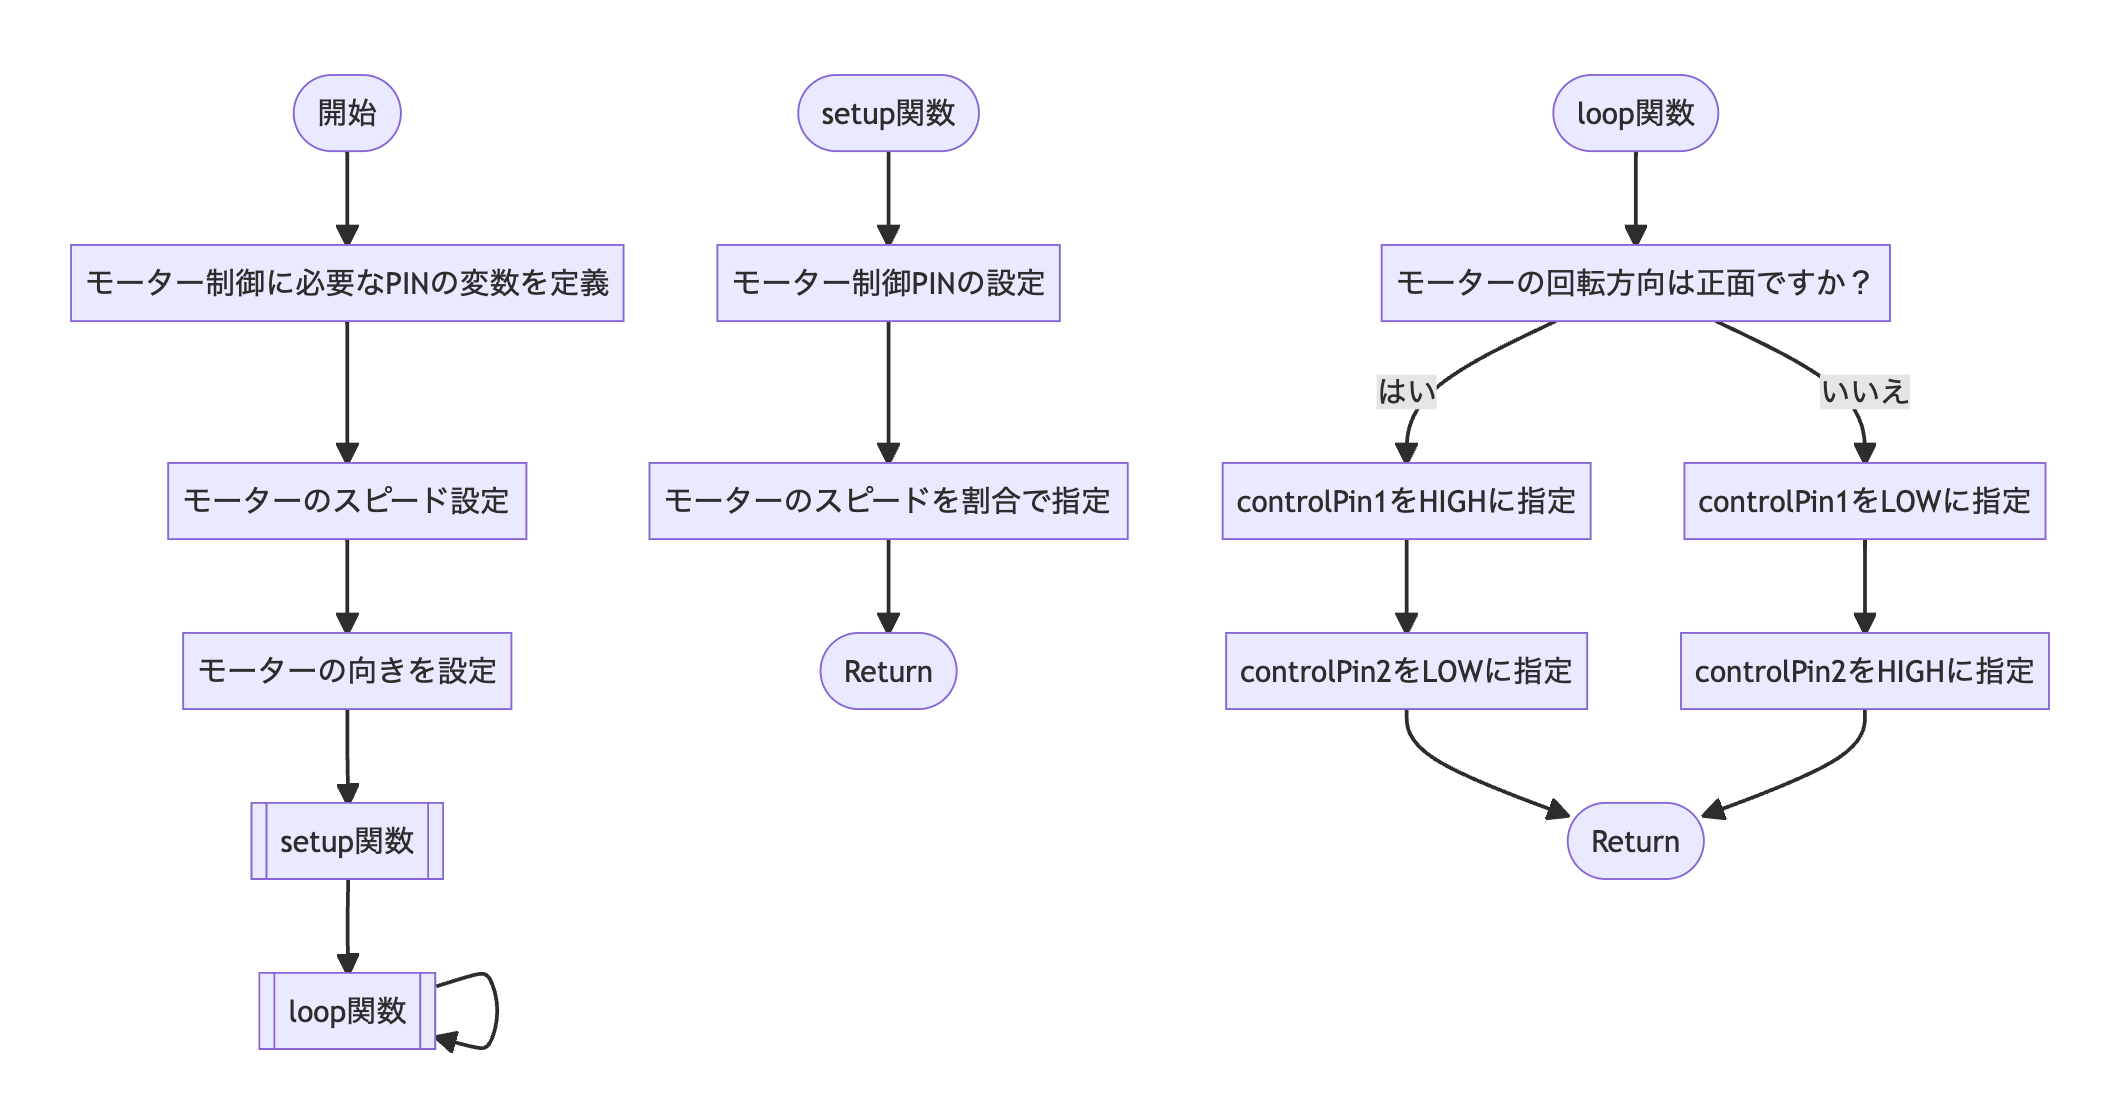 開始
モーター制御に必要なPINの変数を定義
モーターのスピード設定
モーターの向きを設定
setup関数
loop関数
setup関数
モーター制御PINの設定
モーターのスピードを割合で指定
Return
loop関数
モーターの回転方向は正面ですか？
はい
いいえ
controlPin1をHIGHに指定
controlPin1をLOWに指定
controlPin2をLOWに指定
controlPin2をHIGHに指定
Return